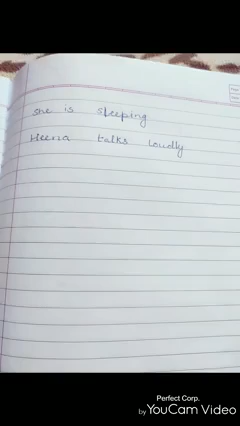 she is sleeping
Heena talks loudly
Perfect Corp.
by YouCam Video